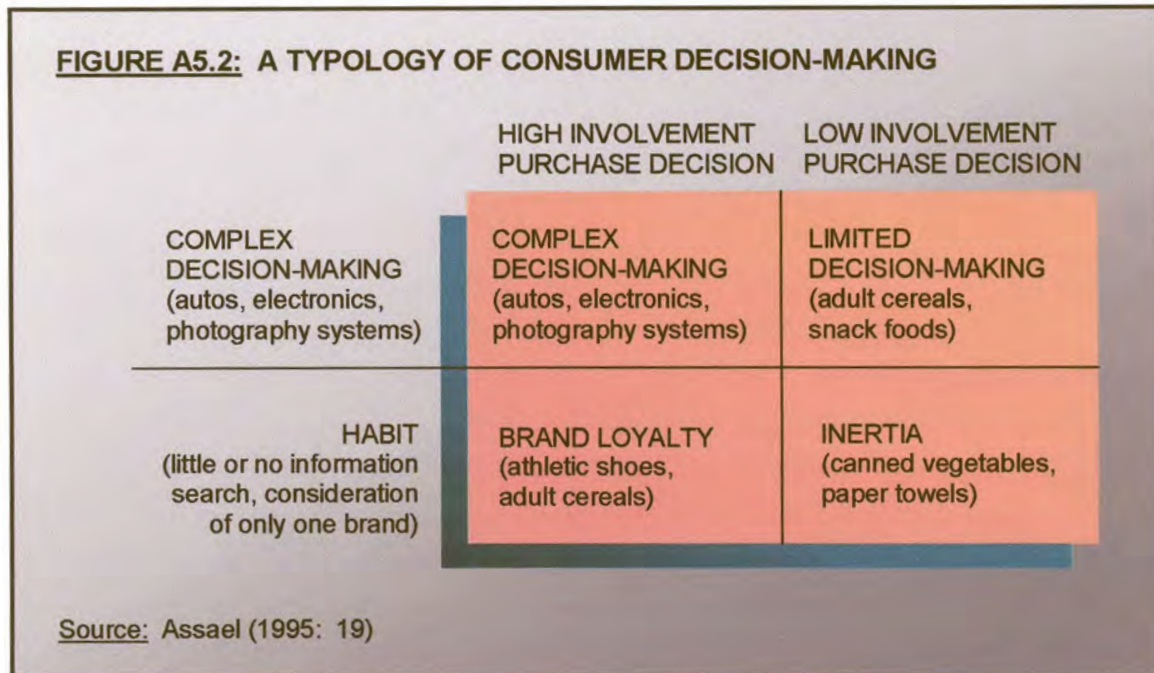 FIGURE A5.2: A TYPOLOGY OF CONSUMER DECISION-MAKING
HIGH INVOLVEMENT
PURCHASE DECISION
LOW INVOLVEMENT
PURCHASE DECISION
COMPLEX
DECISION-MAKING
(autos, electronics,
photography systems)
COMPLEX
DECISION-MAKING
(autos, electronics,
photography systems)
LIMITED
DECISION-MAKING
(adult cereals,
snack foods)
HABIT
(little or no information
search, consideration
of only one brand)
BRAND LOYALTY
(athletic shoes,
adult cereals)
INERTIA
(canned vegetables,
paper towels)
Source: Assael (1995: 19)